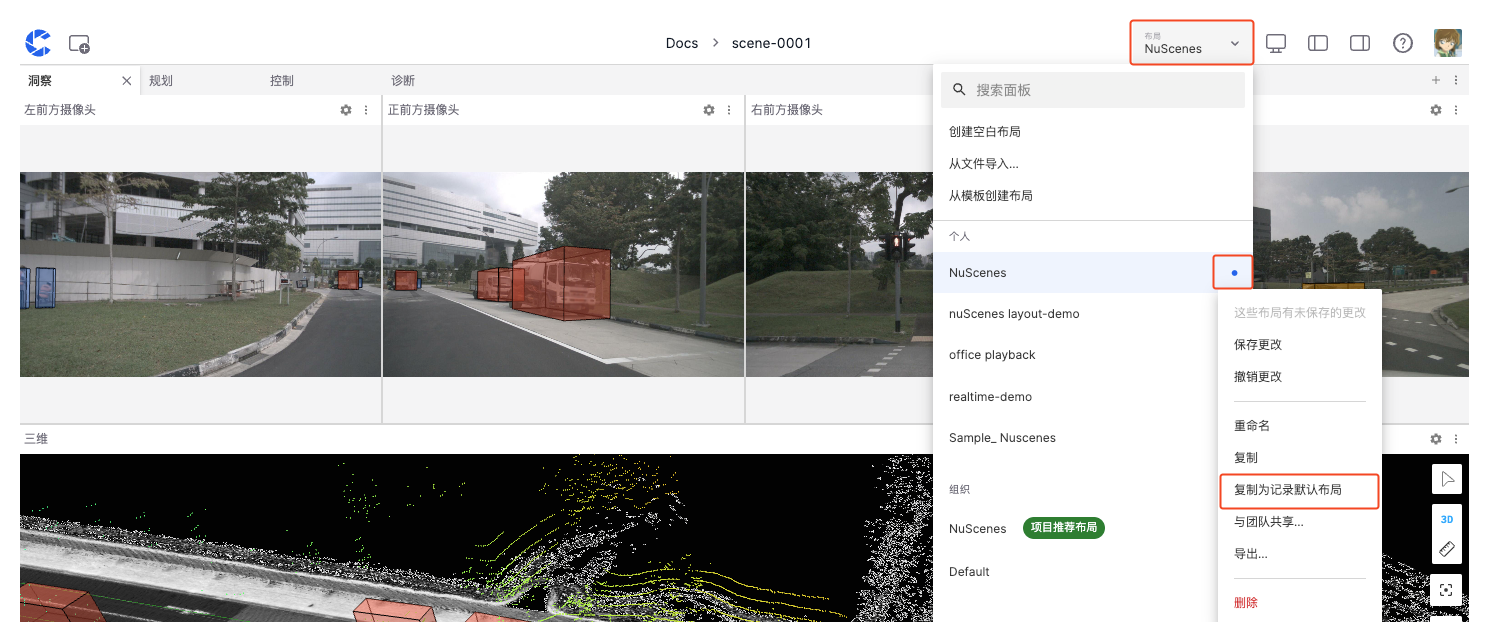 Docs > scene-0001
布局
NuScenes
洞察
规划
控制
诊断
左前方摄像头
正前方摄像头
右前方摄像头
搜索面板
创建空白布局
从文件导入...
从模板创建布局
个人
NuScenes
nuScenes layout-demo
office playback
realtime-demo
Sample_ Nuscenes
组织
NuScenes 项目推荐布局
Default
这些布局有未保存的更改
保存更改
撤销更改
重命名
复制
复制为记录默认布局
与团队共享...
导出...
删除
三维
3D